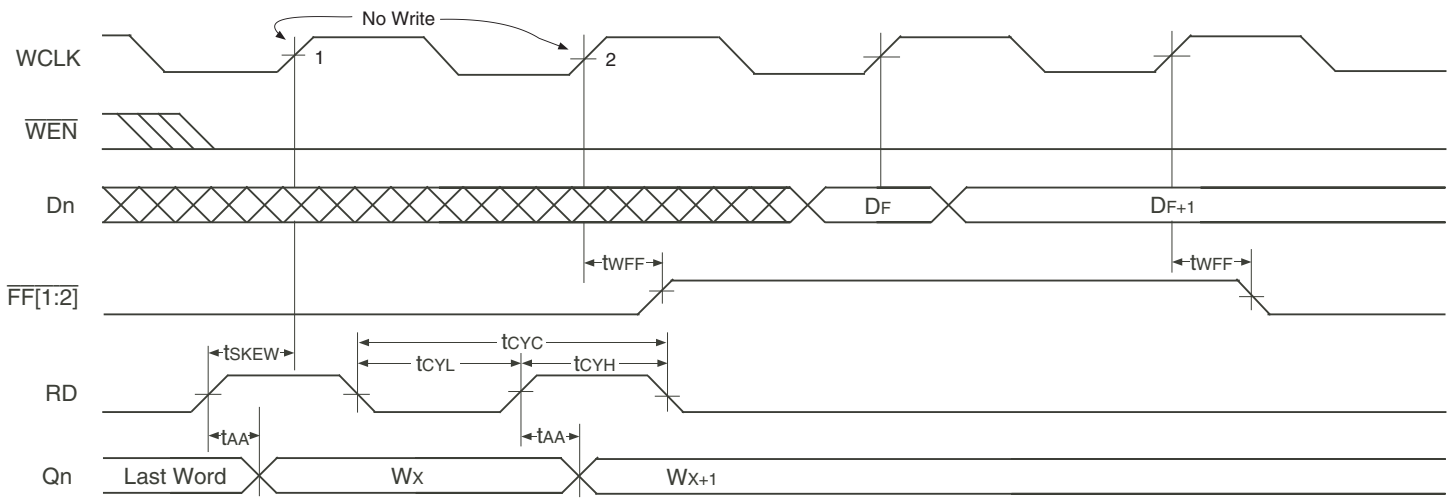 No Write
WCLK
1
2
WEN
Dn
DF
DF+1
tWFF
tWFF
FF[1:2]
tCYC
tSKEW
tCYL
tCYH
RD
tAA
tAA
Qn
Last Word
WX
WX+1